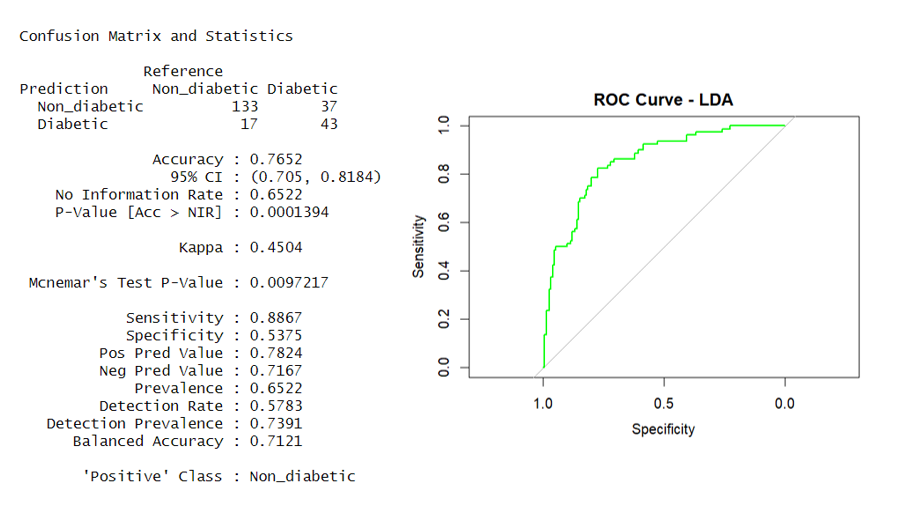 Confusion Matrix and Statistics
Reference
Prediction Non_diabetic Diabetic
Non_diabetic 133 37
Diabetic 17 43
Accuracy : 0.7652
95% CI : (0.705, 0.8184)
No Information Rate : 0.6522
P-Value [Acc > NIR] : 0.0001394
Kappa : 0.4504
Mcnemar's Test P-Value : 0.0097217
Sensitivity : 0.8867
Specificity : 0.5375
Pos Pred Value : 0.7824
Neg Pred Value : 0.7167
Prevalence : 0.6522
Detection Rate : 0.5783
Detection Prevalence : 0.7391
Balanced Accuracy : 0.7121
'Positive' Class : Non_diabetic
ROC Curve - LDA
Sensitivity
1.0
0.8
0.6
0.4
0.2
0.0
1.0 0.5 0.0
Specificity